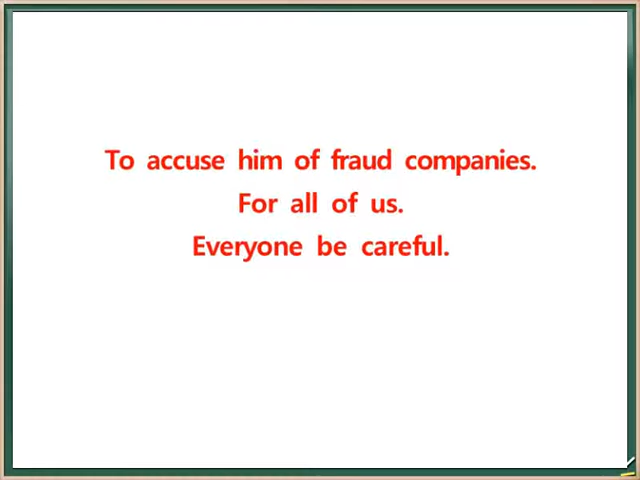 To accuse him of fraud companies.
For all of us.
Everyone be careful.